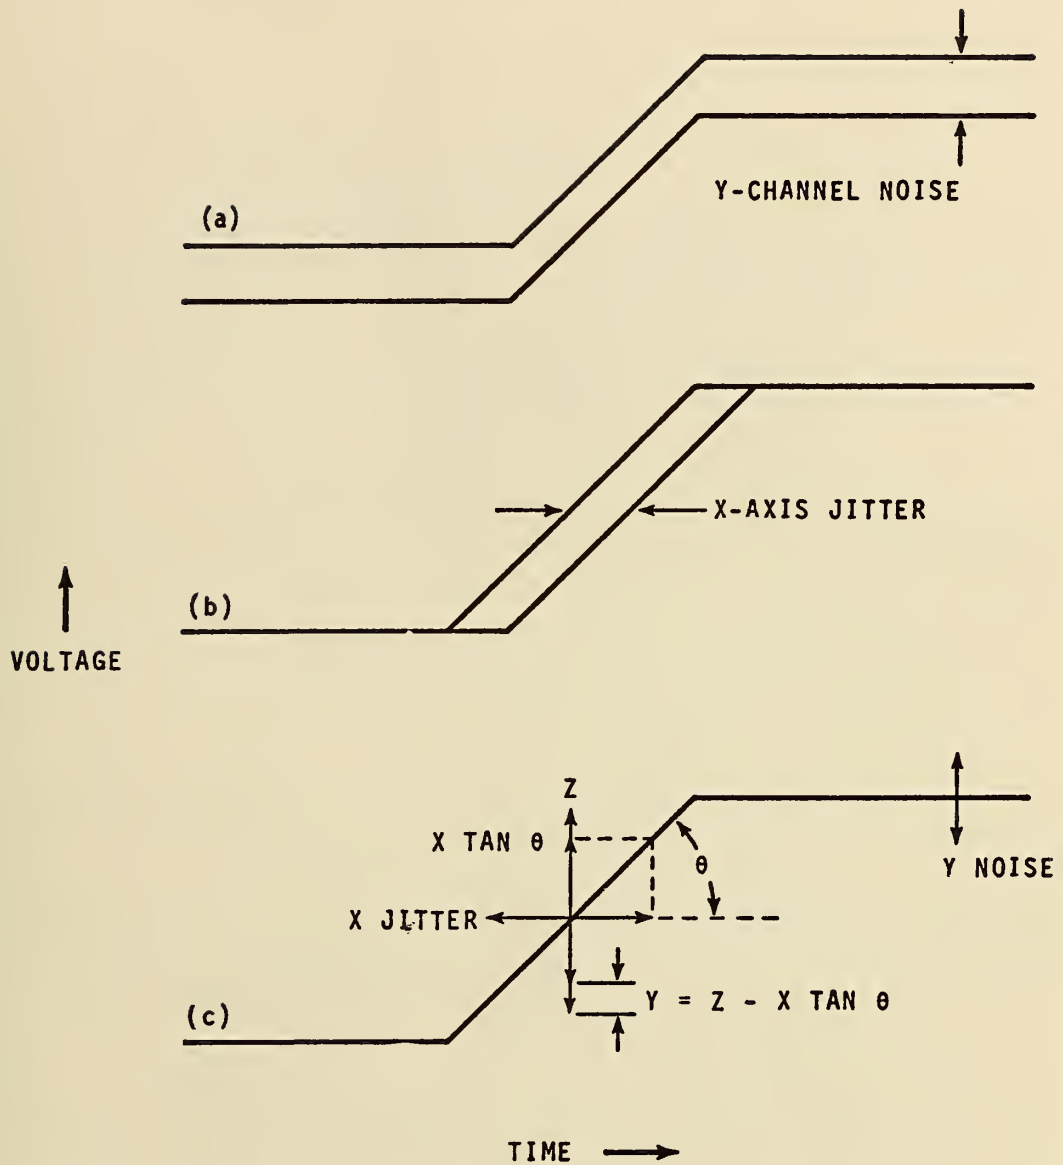 Y-CHANNEL NOISE
(a)
X-AXIS JITTER
(b)
VOLTAGE
Z
X TAN θ
θ
Y NOISE
X JITTER
Y = Z - X TAN θ
(c)
TIME